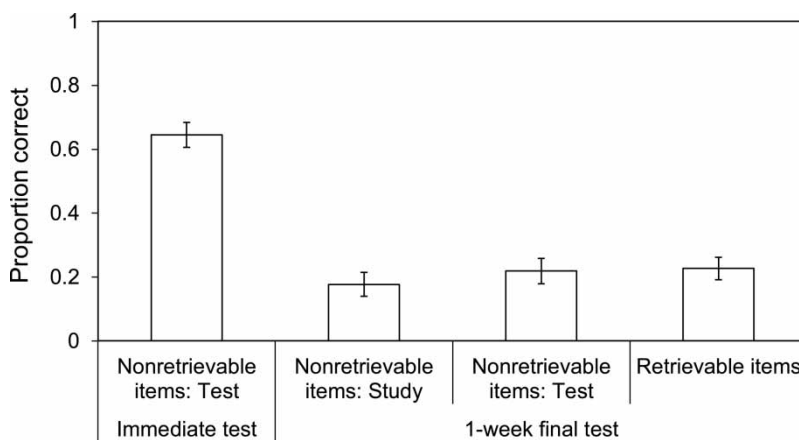 Proportion correct
1
0.8
0.6
0.4
0.2
0
Nonretrievable
items: Test
Nonretrievable
items: Study
Nonretrievable
items: Test
Retrievable items
Immediate test
1-week final test